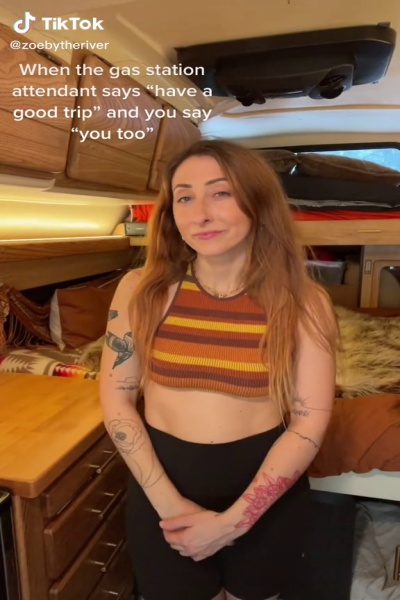 TikTok
@zoebytheriver
When the gas station
attendant says “have a
good trip” and you say
“you too”